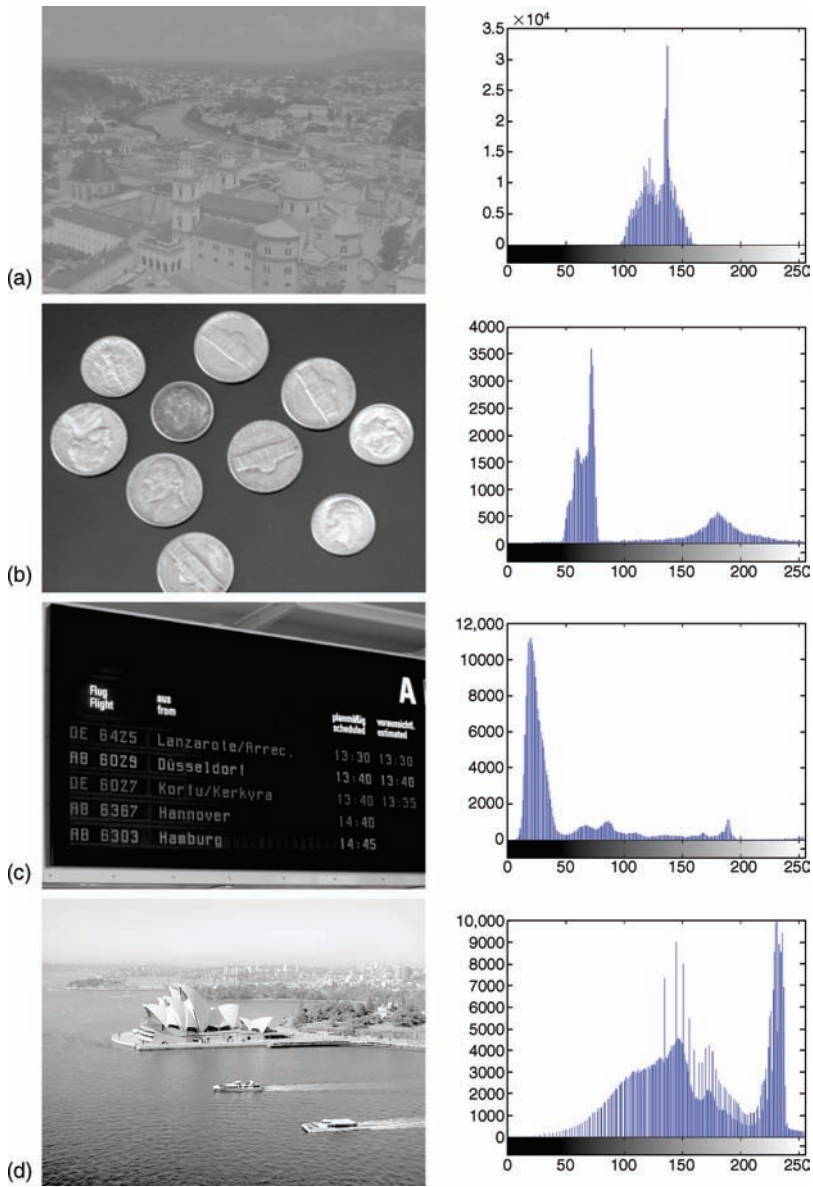 ×10⁴
3.5
3
2.5
2
1.5
1
0.5
0
0 50 100 150 200 250
(a)
4000
3500
3000
2500
2000
1500
1000
500
0
0 50 100 150 200 250
(b)
12,000
10000
8000
6000
4000
2000
0
0 50 100 150 200 250
A
Flug aus planmäßig voraussichtl.
Flight from scheduled estimated
DE 6425 Lanzarote/Arrec. 13:30 13:30
AB 6029 Düsseldorf 13:40 13:40
DE 6027 Korfu/Kerkyra 13:40 13:35
AB 6367 Hannover 14:40
AB 6303 Hamburg 14:45
(c)
10,000
9000
8000
7000
6000
5000
4000
3000
2000
1000
0
0 50 100 150 200 250
(d)